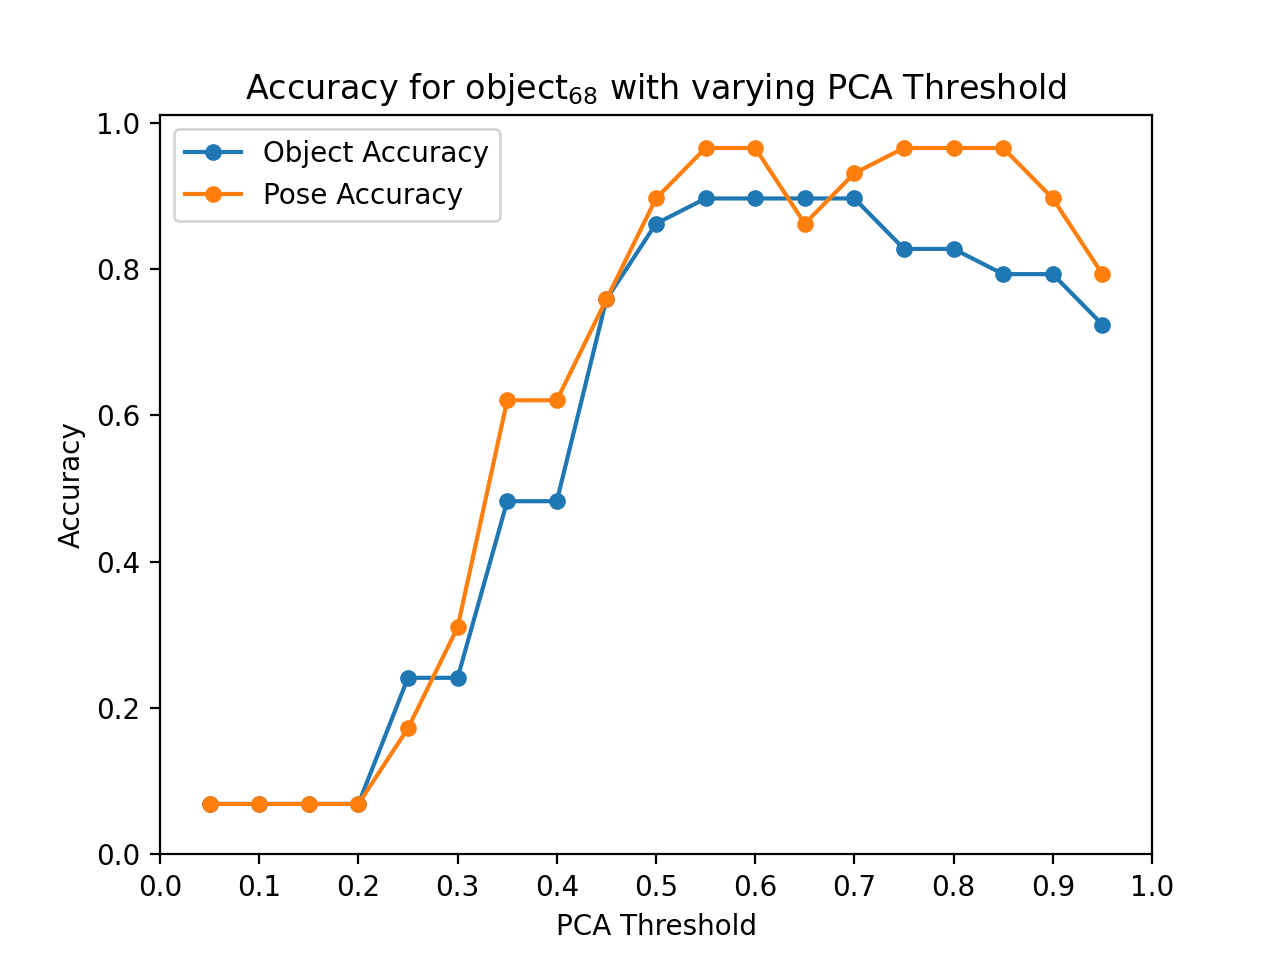 Accuracy for object₆₈ with varying PCA Threshold
Object Accuracy
Pose Accuracy
1.0
0.8
0.6
0.4
0.2
0.0
Accuracy
0.0 0.1 0.2 0.3 0.4 0.5 0.6 0.7 0.8 0.9 1.0
PCA Threshold